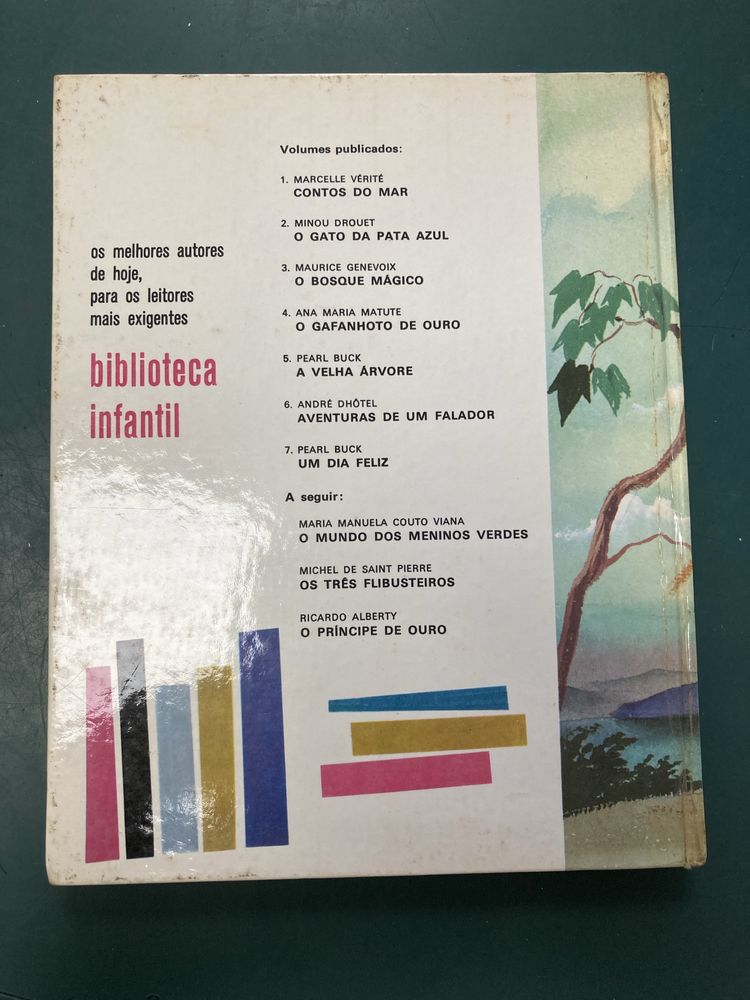 os melhores autores
de hoje,
para os leitores
mais exigentes
biblioteca
infantil
Volumes publicados:
1. MARCELLE VÉRITÉ
CONTOS DO MAR
2. MINOU DROUET
O GATO DA PATA AZUL
3. MAURICE GENEVOIX
O BOSQUE MÁGICO
4. ANA MARIA MATUTE
O GAFANHOTO DE OURO
5. PEARL BUCK
A VELHA ÁRVORE
6. ANDRÉ DHÔTEL
AVENTURAS DE UM FALADOR
7. PEARL BUCK
UM DIA FELIZ
A seguir:
MARIA MANUELA COUTO VIANA
O MUNDO DOS MENINOS VERDES
MICHEL DE SAINT PIERRE
OS TRÊS FLIBUSTEIROS
RICARDO ALBERTY
O PRÍNCIPE DE OURO